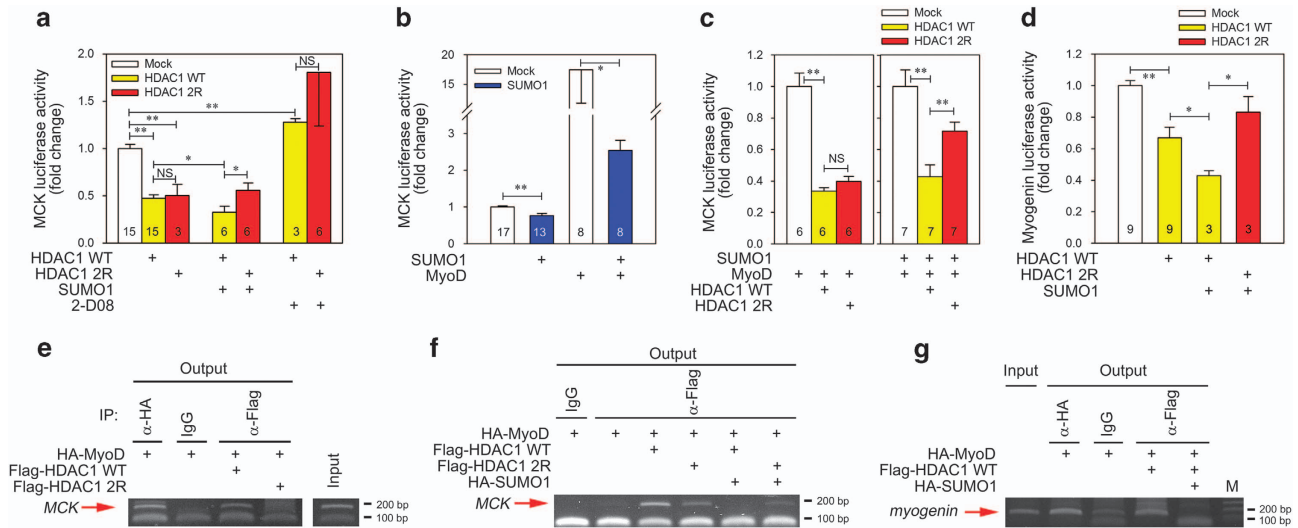 a
MCK luciferase activity
(fold change)
2.0
1.5
1.0
0.5
0.0
Mock
HDAC1 WT
HDAC1 2R
** ** ** NS * * NS
15 15 3 6 6 3 6
HDAC1 WT + + +
HDAC1 2R + + +
SUMO1 + +
2-D08 + +
b
MCK luciferase activity
(fold change)
20
15
3
2
1
0
Mock
SUMO1
** *
17 13 8 8
SUMO1 + +
MyoD + +
c
Mock
HDAC1 WT
HDAC1 2R
MCK luciferase activity
(fold change)
1.2
1.0
0.8
0.6
0.4
0.2
0.0
** NS ** **
6 6 6 7 7 7
SUMO1 + + +
MyoD + + + + + +
HDAC1 WT + +
HDAC1 2R + +
d
Mock
HDAC1 WT
HDAC1 2R
Myogenin luciferase activity
(fold change)
1.2
1.0
0.8
0.6
0.4
0.2
0.0
** * *
9 9 3 3
HDAC1 WT + +
HDAC1 2R +
SUMO1 + +
e
Output
IP: α-HA IgG α-Flag
HA-MyoD + + + +
Flag-HDAC1 WT +
Flag-HDAC1 2R +
Input
MCK
200 bp
100 bp
f
Output
IgG α-Flag
HA-MyoD + + + + + +
Flag-HDAC1 WT + +
Flag-HDAC1 2R + +
HA-SUMO1 + +
MCK
200 bp
100 bp
g
Input Output
α-HA IgG α-Flag
HA-MyoD + + + +
Flag-HDAC1 WT + +
HA-SUMO1 + M
myogenin
200 bp
100 bp